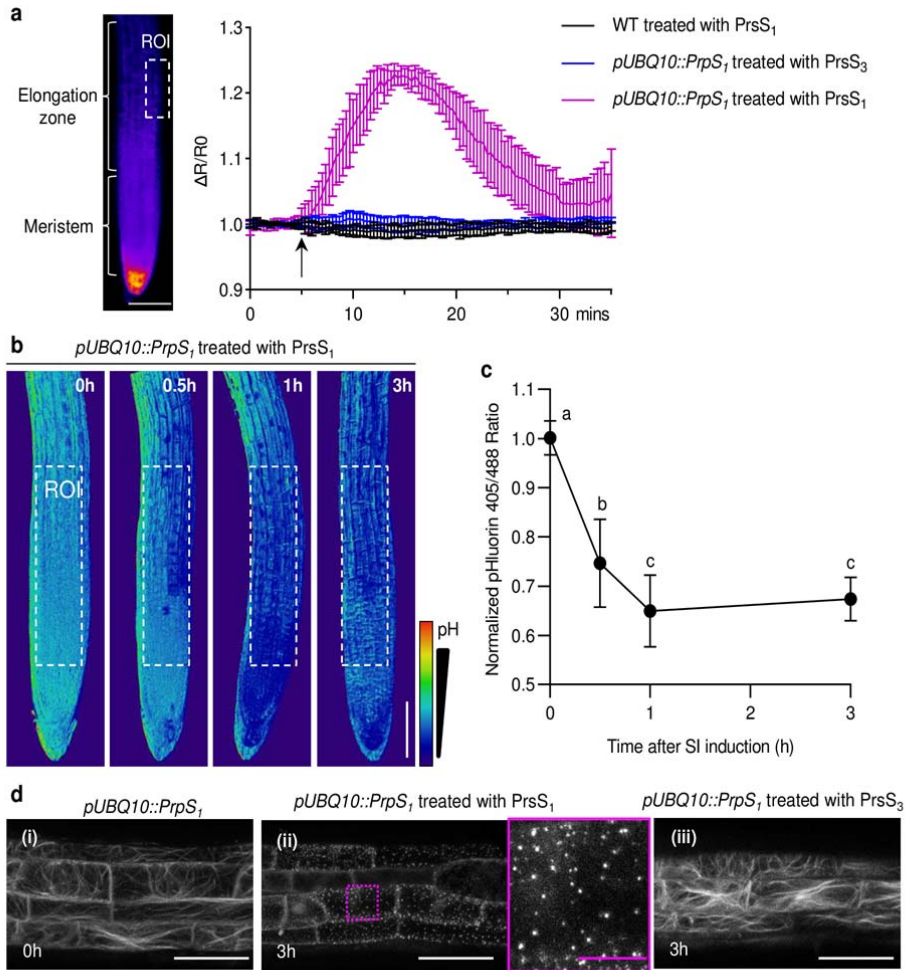 a
ROI
Elongation
zone
Meristem
ΔR/R0
1.3
1.2
1.1
1.0
0.9
0
10
20
30
mins
WT treated with PrsS₁
pUBQ10::PrpS₁ treated with PrsS₃
pUBQ10::PrpS₁ treated with PrsS₁
b
pUBQ10::PrpS₁ treated with PrsS₁
0h
0.5h
1h
3h
ROI
pH
c
Normalized pHluorin 405/488 Ratio
1.1
1.0
0.9
0.8
0.7
0.6
0.5
a
b
c
c
0
1
2
3
Time after SI induction (h)
d
pUBQ10::PrpS₁
pUBQ10::PrpS₁ treated with PrsS₁
pUBQ10::PrpS₁ treated with PrsS₃
(i)
(ii)
(iii)
0h
3h
3h